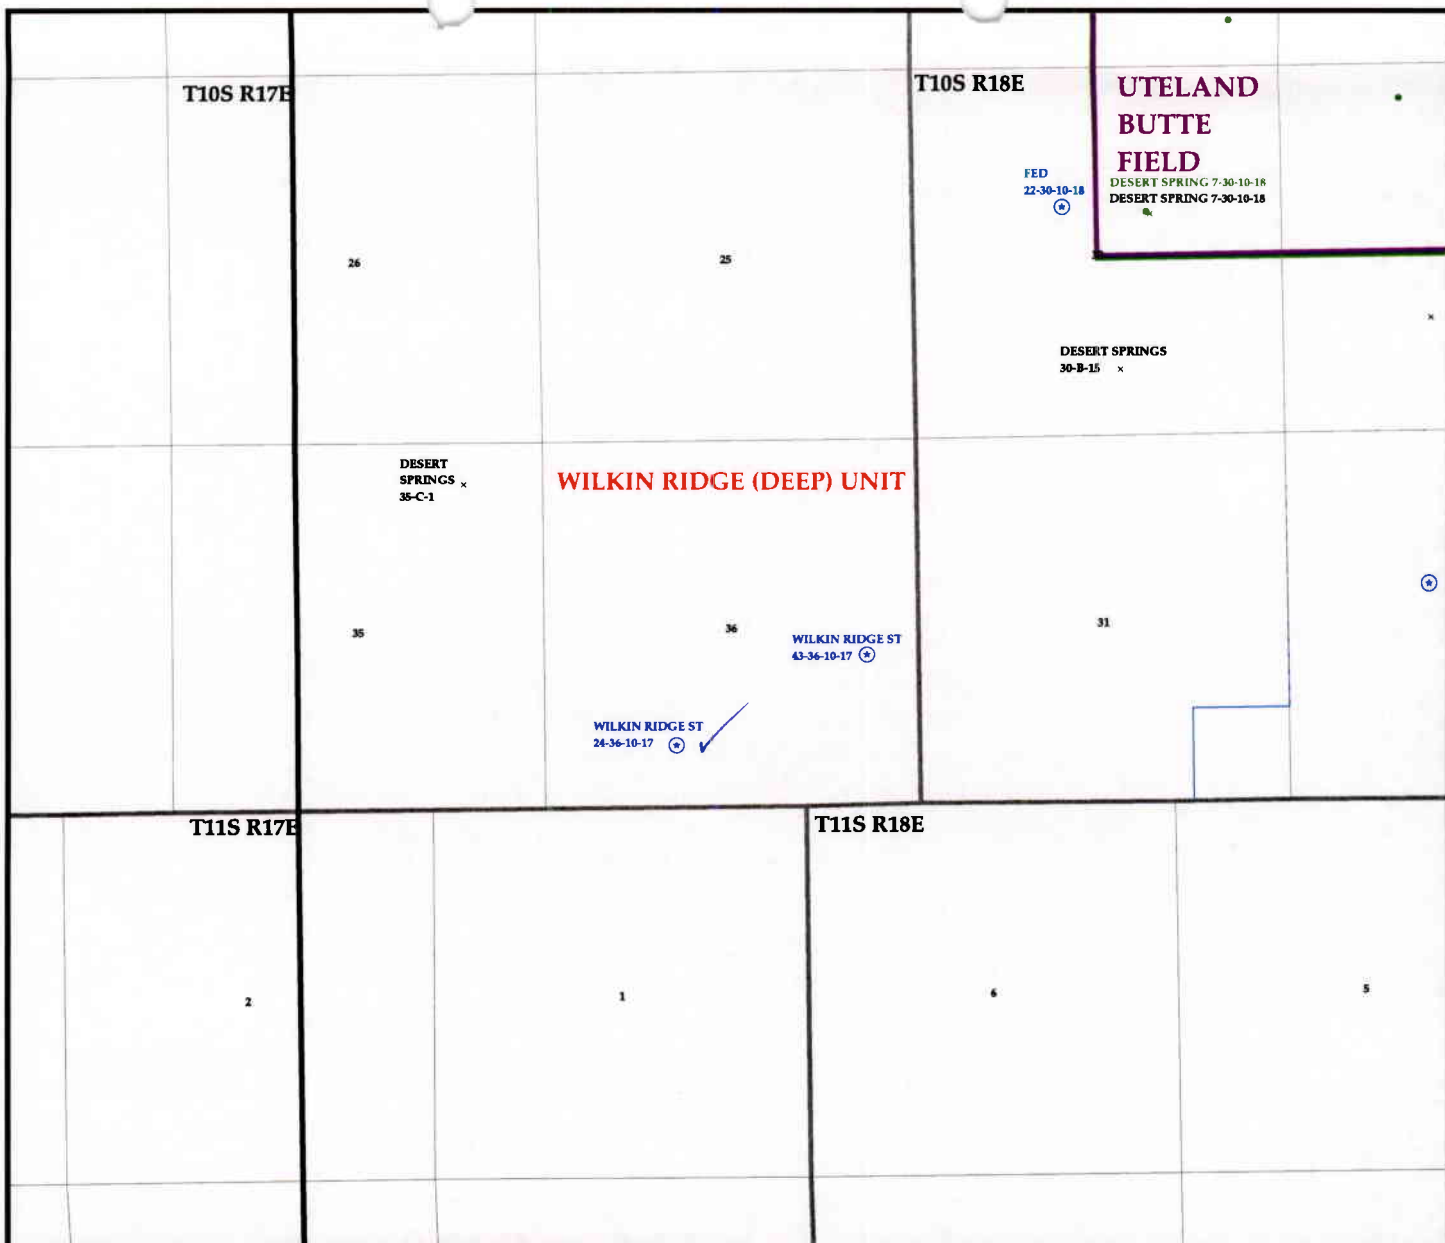 T10S R17E
T10S R18E
UTELAND
BUTTE
FIELD
FED
22-30-10-18
DESERT SPRING 7-30-10-18
DESERT SPRING 7-30-10-18
26
25
DESERT SPRINGS
30-B-15
DESERT
SPRINGS
35-C-1
WILKIN RIDGE (DEEP) UNIT
35
36
31
WILKIN RIDGE ST
43-36-10-17
WILKIN RIDGE ST
24-36-10-17
T11S R17E
T11S R18E
2
1
6
5